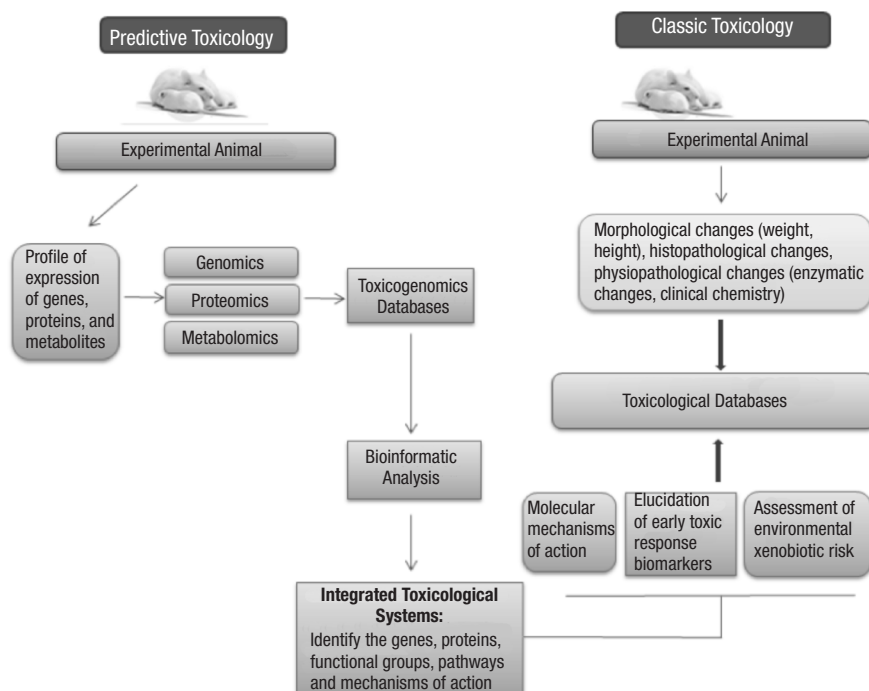 Predictive Toxicology
Experimental Animal
Profile of
expression
of genes,
proteins, and
metabolites
Genomics
Proteomics
Metabolomics
Toxicogenomics
Databases
Bioinformatic
Analysis
Integrated Toxicological
Systems:
Identify the genes, proteins,
functional groups, pathways
and mechanisms of action
Classic Toxicology
Experimental Animal
Morphological changes (weight,
height), histopathological changes,
physiopathological changes (enzymatic
changes, clinical chemistry)
Toxicological Databases
Molecular
mechanisms
of action
Elucidation
of early toxic
response
biomarkers
Assessment of
environmental
xenobiotic risk